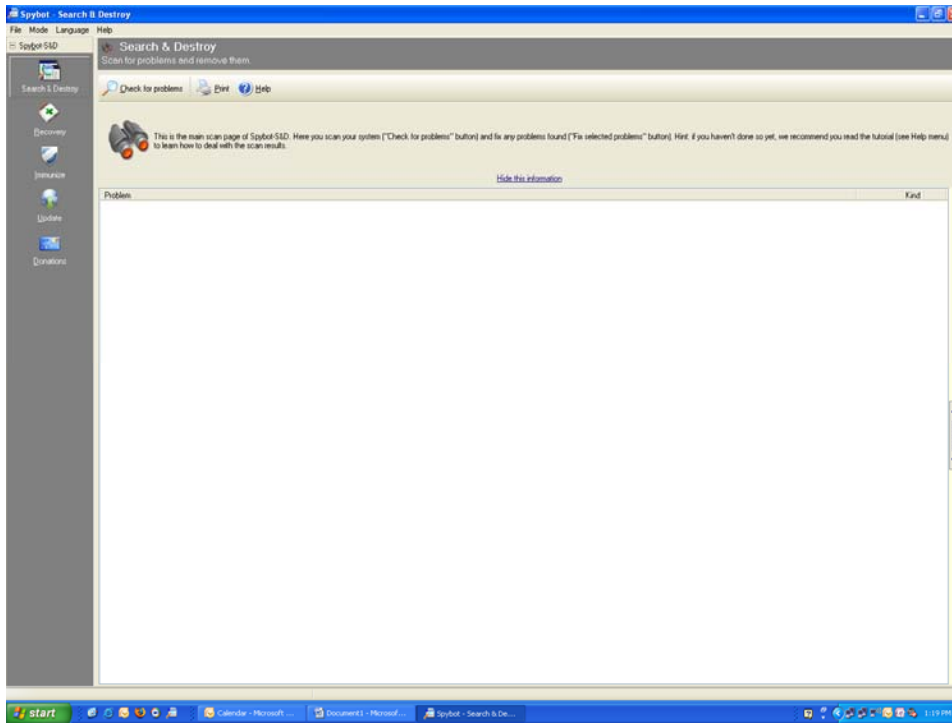 Spybot - Search & Destroy
File Mode Language Help
Spybot-S&D
Search & Destroy
Scan for problems and remove them.
Search & Destroy
Recovery
Immunize
Update
Donations
Check for problems Print Help
This is the main scan page of Spybot-S&D. Here you scan your system ("Check for problems" button) and fix any problems found ("Fix selected problems" button). Hint: if you haven't done so yet, we recommend you read the tutorial (see Help menu)
to learn how to deal with the scan results.
Hide this information
Problem Kind
start Calendar - Microsoft ... Document1 - Microsof... Spybot - Search & De... 1:19 PM